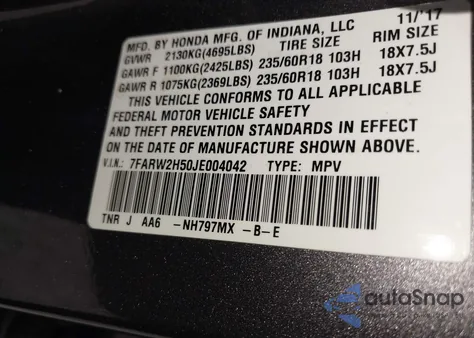 MFD. BY HONDA MFG. OF INDIANA, LLC 11/'17
GVWR 2130KG(4695LBS) TIRE SIZE RIM SIZE
GAWR F 1100KG(2425LBS) 235/60R18 103H 18X7.5J
GAWR R 1075KG(2369LBS) 235/60R18 103H 18X7.5J
THIS VEHICLE CONFORMS TO ALL APPLICABLE
FEDERAL MOTOR VEHICLE SAFETY
AND THEFT PREVENTION STANDARDS IN EFFECT
ON THE DATE OF MANUFACTURE SHOWN ABOVE.
V.I.N.: 7FARW2H50JE004042 TYPE: MPV
TNR J AA6 -NH797MX -B-E
autoSnap